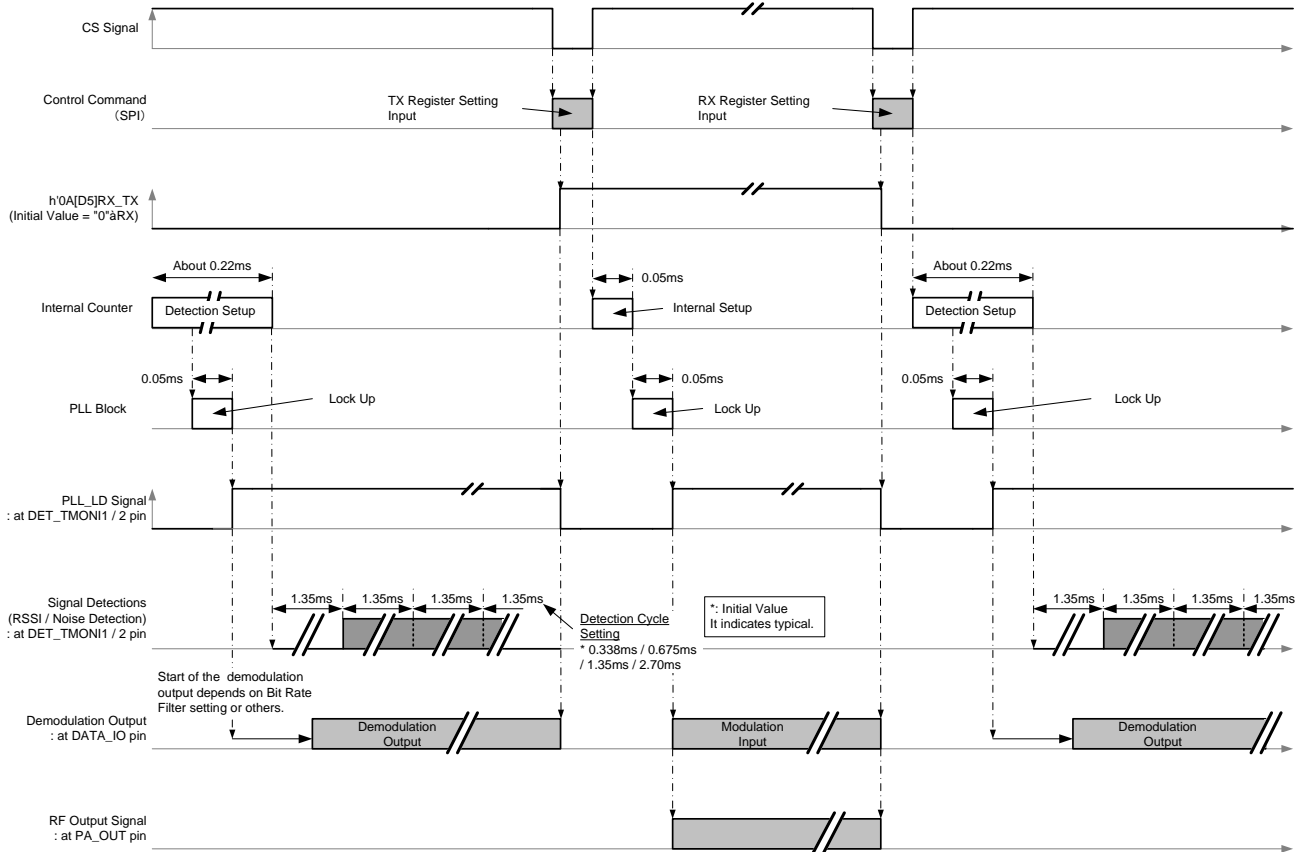 CS Signal
Control Command
(SPI)
TX Register Setting
Input
RX Register Setting
Input
h'0A[D5]RX_TX
(Initial Value = "0"àRX)
About 0.22ms
0.05ms
About 0.22ms
Internal Counter
Detection Setup
Internal Setup
Detection Setup
0.05ms
0.05ms
0.05ms
PLL Block
Lock Up
Lock Up
Lock Up
PLL_LD Signal
: at DET_TMONI1 / 2 pin
Signal Detections
(RSSI / Noise Detection)
: at DET_TMONI1 / 2 pin
1.35ms
1.35ms
1.35ms
1.35ms
Detection Cycle
Setting
* 0.338ms / 0.675ms
/ 1.35ms / 2.70ms
*: Initial Value
It indicates typical.
1.35ms
1.35ms
1.35ms
1.35ms
Start of the demodulation
output depends on Bit Rate
Filter setting or others.
Demodulation Output
: at DATA_IO pin
Demodulation
Output
Modulation
Input
Demodulation
Output
RF Output Signal
: at PA_OUT pin